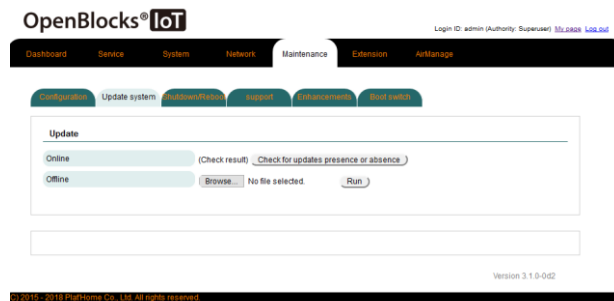 OpenBlocks® IoT
Login ID: admin (Authority: Superuser) My page Log out
Dashboard Service System Network Maintenance Extension AirManage
Configuration Update system Shutdown/Reboot support Enhancements Boot switch
Update
Online (Check result) Check for updates presence or absence
Offline Browse... No file selected. Run
Version 3.1.0-0d2
C) 2015 - 2018 Plat'Home Co., Ltd. All rights reserved.